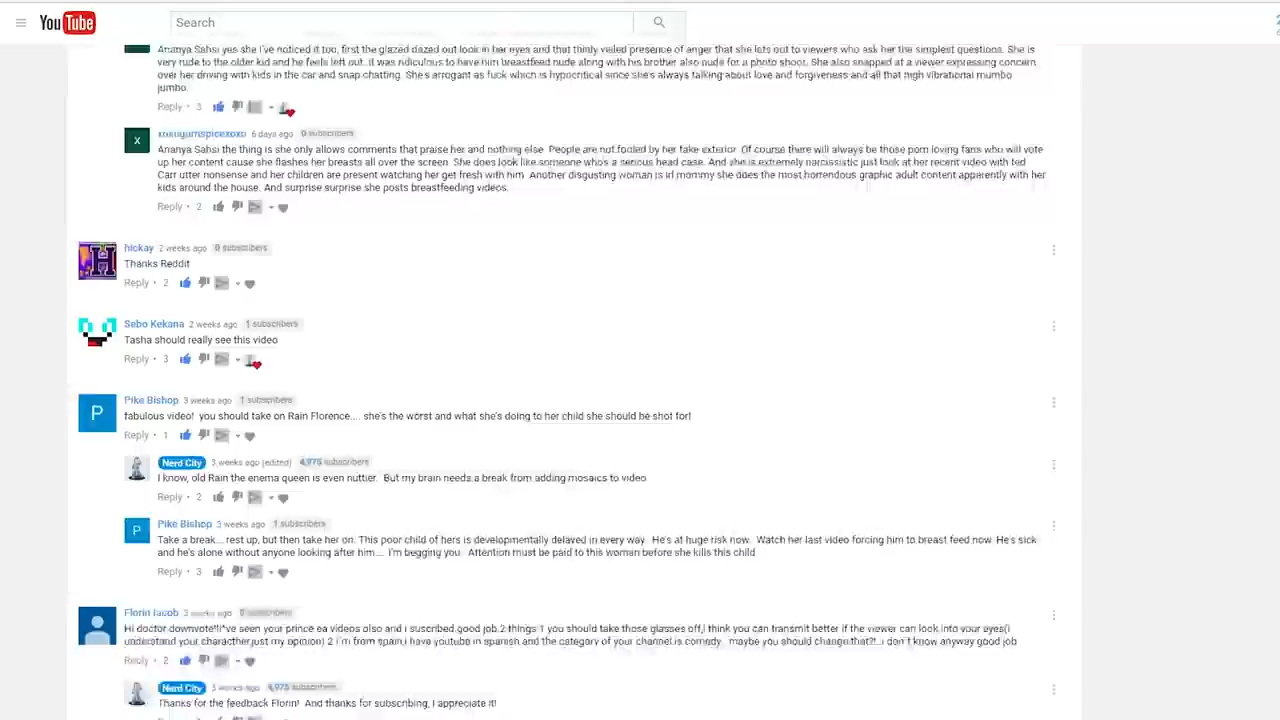 YouTube
Search
Ananya Sahsi yes she I've noticed it too, first the glazed dazed out look in her eyes and that thinly veiled presence of anger that she lets out to viewers who ask her the simplest questions. She is
very rude to the older kid and he feels left out. It was ridiculous to have him breastfeed nude along with his brother also nude for a photo shoot. She also snapped at a viewer expressing concern
over her driving with kids in the car and snap chatting. She's arrogant as fuck which is hypocritical since she's always talking about love and forgiveness and all that high vibrational mumbo
jumbo.
Reply • 3
X
6 days ago 0 subscribers
Ananya Sahsi the thing is she only allows comments that praise her and nothing else. People are not fooled by her fake exterior. Of course there will always be those porn loving fans who will vote
up her content cause she flashes her breasts all over the screen. She does look like someone who's a serious head case. And she is extremely narcissistic just look at her recent video with ted
Carr utter nonsense and her children are present watching her get fresh with him. Another disgusting woman is irl mommy she does the most horrendous graphic adult content apparently with her
kids around the house. And surprise surprise she posts breastfeeding videos.
Reply • 2
H
hickay 2 weeks ago 0 subscribers
Thanks Reddit
Reply • 2
Sebo Kekana 2 weeks ago 1 subscribers
Tasha should really see this video
Reply • 3
P
Pike Bishop 3 weeks ago 1 subscribers
fabulous video! you should take on Rain Florence.... she's the worst and what she's doing to her child she should be shot for!
Reply • 1
Nerd City 3 weeks ago (edited) 4,975 subscribers
I know, old Rain the enema queen is even nuttier. But my brain needs a break from adding mosaics to video
Reply • 2
P
Pike Bishop 3 weeks ago 1 subscribers
Take a break... rest up, but then take her on. This poor child of hers is developmentally delayed in every way. He's at huge risk now. Watch her last video forcing him to breast feed now. He's sick
and he's alone without anyone looking after him.... I'm begging you. Attention must be paid to this woman before she kills this child
Reply • 3
Florin Iacob 3 weeks ago 0 subscribers
Hi doctor downvote!I've seen your prince ea videos also and i suscribed.good job.2 things 1 you should take those glasses off,I think you can transmit better if the viewer can look into your eyes(i
understand your characther,just my opinion) 2 i'm from spain,i have youtube in spanish and the category of your channel is comedy. maybe you should change that?!...i don't know anyway good job
Reply • 2
Nerd City 3 weeks ago 4,975 subscribers
Thanks for the feedback Florin! And thanks for subscribing, I appreciate it!